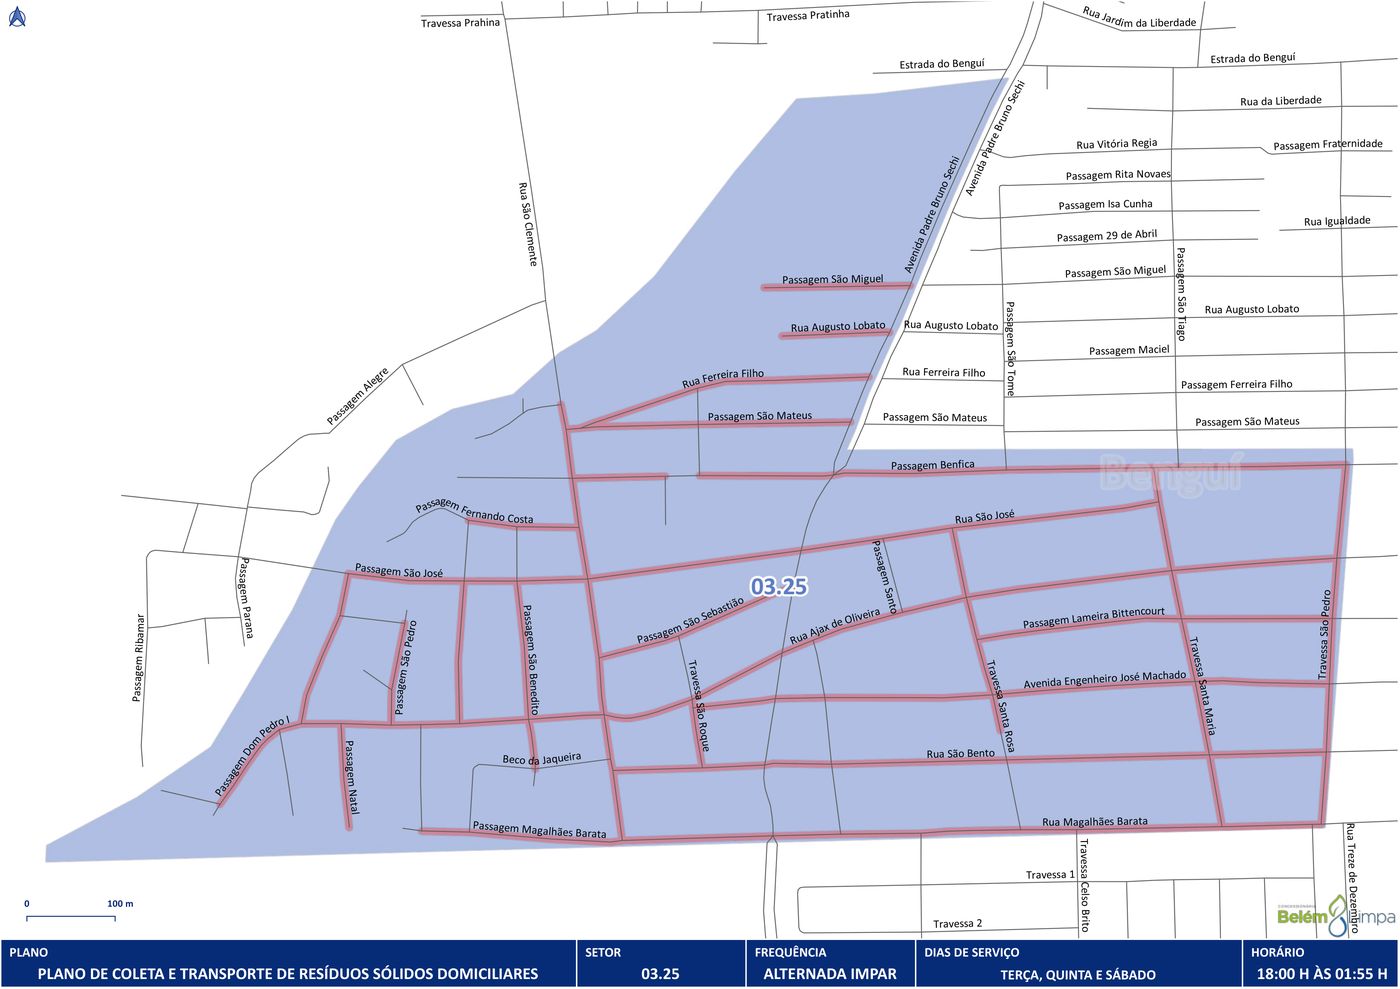 Travessa Prahina
Travessa Pratinha
Rua Jardim da Liberdade
Estrada do Benguí
Estrada do Benguí
Rua da Liberdade
Avenida Padre Bruno Sechi
Avenida Padre Bruno Sechi
Rua Vitória Regia
Passagem Fraternidade
Passagem Rita Novaes
Passagem Isa Cunha
Rua Igualdade
Passagem 29 de Abril
Rua São Clemente
Passagem São Miguel
Passagem São Miguel
Passagem São Tiago
Rua Augusto Lobato
Rua Augusto Lobato
Rua Augusto Lobato
Passagem São Tome
Passagem Maciel
Rua Ferreira Filho
Rua Ferreira Filho
Passagem Ferreira Filho
Passagem Alegre
Passagem São Mateus
Passagem São Mateus
Passagem São Mateus
Passagem Benfica
Benguí
Passagem Fernando Costa
Rua São José
Passagem São José
Passagem Santo
03.25
Passagem Parana
Passagem Ribamar
Passagem São Pedro
Passagem São Benedito
Passagem São Sebastião
Rua Ajax de Oliveira
Passagem Lameira Bittencourt
Travessa São Pedro
Travessa São Roque
Travessa Santa Rosa
Avenida Engenheiro José Machado
Travessa Santa Maria
Passagem Dom Pedro I
Passagem Natal
Beco da Jaqueira
Rua São Bento
Passagem Magalhães Barata
Rua Magalhães Barata
Travessa Celso Brito
Rua Treze de Dezembro
Travessa 1
Travessa 2
0 100 m
CONCESSIONÁRIA
Belém Limpa
PLANO
PLANO DE COLETA E TRANSPORTE DE RESÍDUOS SÓLIDOS DOMICILIARES
SETOR
03.25
FREQUÊNCIA
ALTERNADA IMPAR
DIAS DE SERVIÇO
TERÇA, QUINTA E SÁBADO
HORÁRIO
18:00 H ÀS 01:55 H